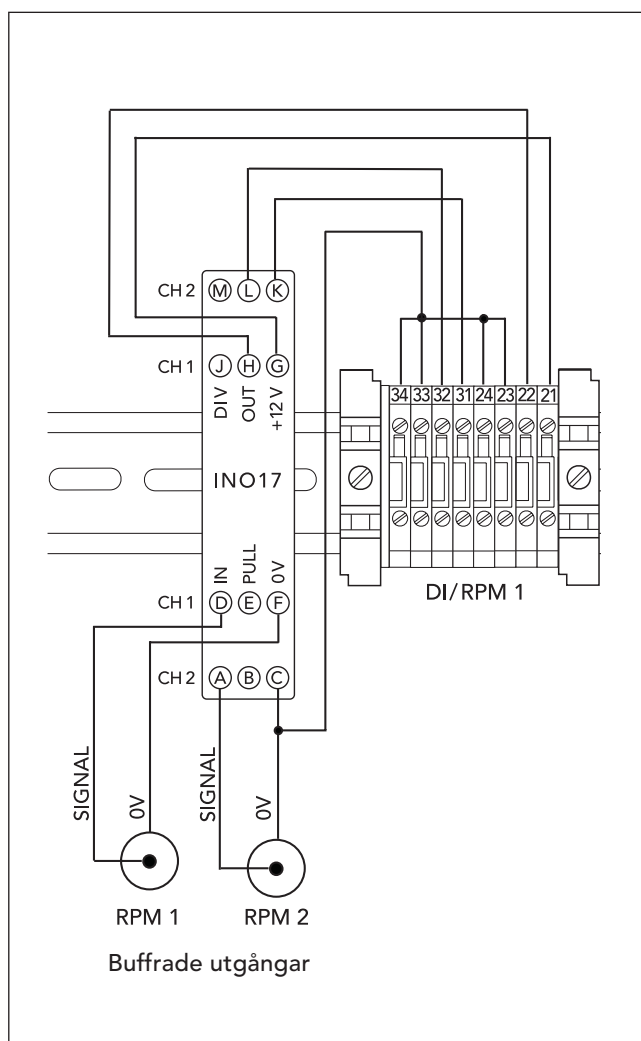 CH 2 M L K
CH 1 J H G
DIV OUT +12 V
34 33 32 31 24 23 22 21
INO17
DI/RPM 1
IN PULL 0V
CH 1 D E F
CH 2 A B C
SIGNAL 0V SIGNAL 0V
RPM 1 RPM 2
Buffrade utgångar